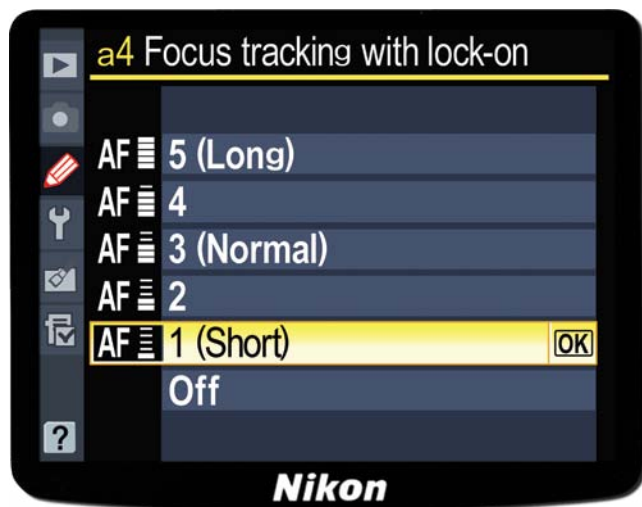 a4 Focus tracking with lock-on
AF 5 (Long)
AF 4
AF 3 (Normal)
AF 2
AF 1 (Short) OK
Off
?
Nikon